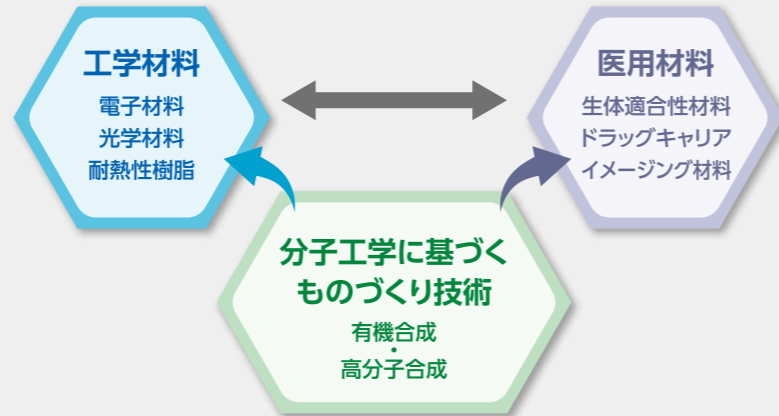 工学材料
電子材料
光学材料
耐熱性樹脂
医用材料
生体適合性材料
ドラッグキャリア
イメージング材料
分子工学に基づく
ものづくり技術
有機合成
・
高分子合成